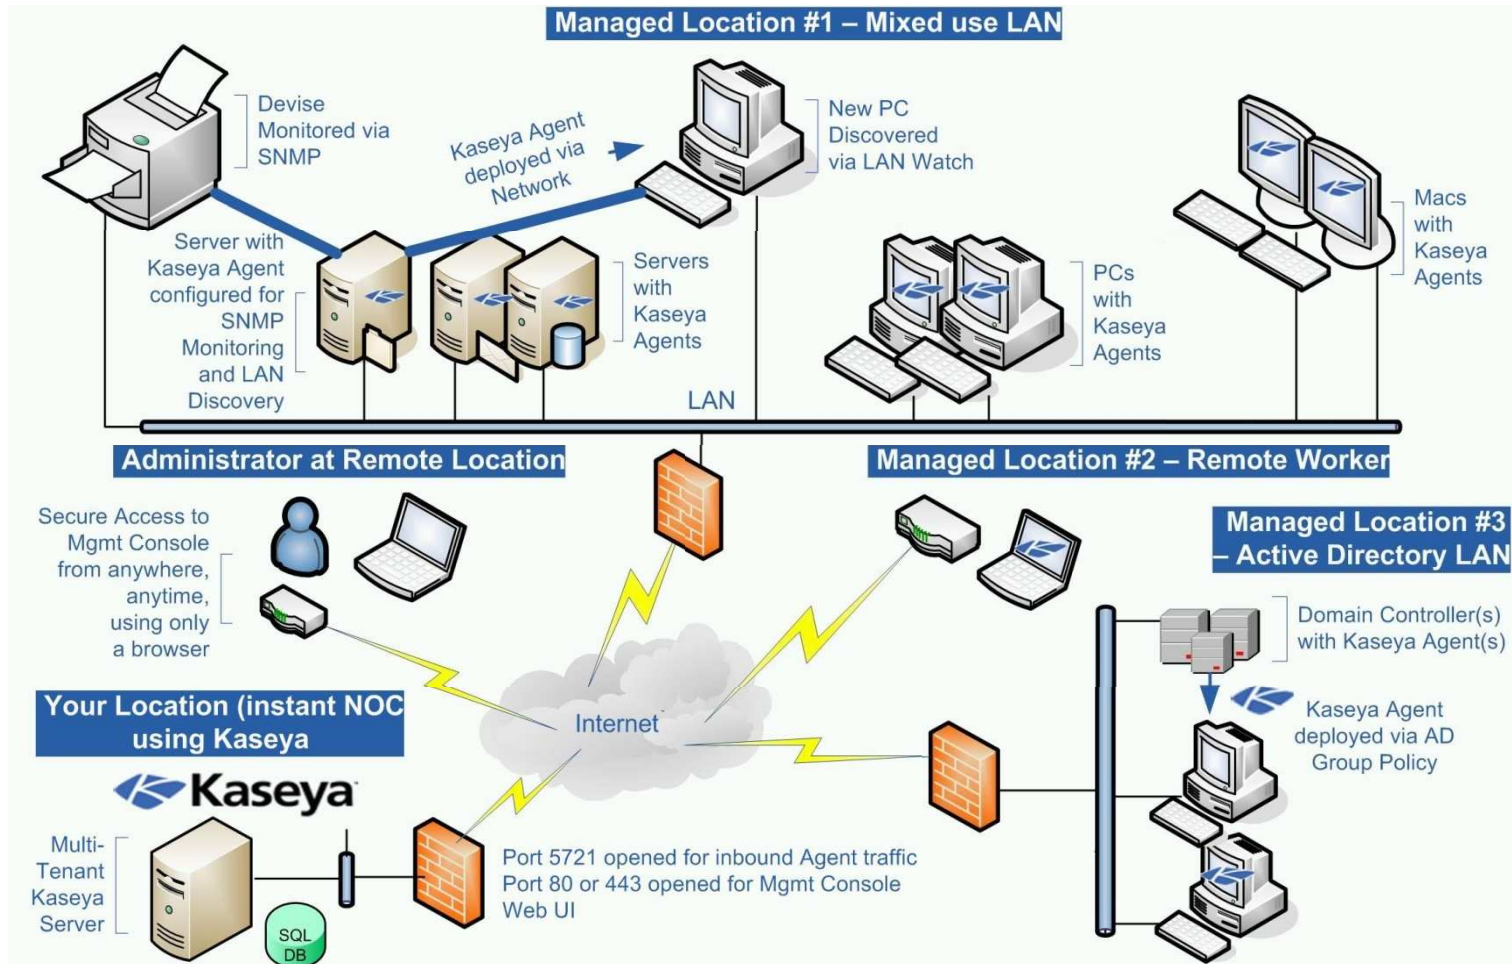 Managed Location #1 – Mixed use LAN
Devise
Monitored via
SNMP
Kaseya Agent
deployed via
Network
New PC
Discovered
via LAN Watch
Macs
with
Kaseya
Agents
Server with
Kaseya Agent
configured for
SNMP
Monitoring
and LAN
Discovery
Servers
with
Kaseya
Agents
PCs
with
Kaseya
Agents
LAN
Administrator at Remote Location
Secure Access to
Mgmt Console
from anywhere,
anytime,
using only
a browser
Managed Location #2 – Remote Worker
Managed Location #3
– Active Directory LAN
Domain Controller(s)
with Kaseya Agent(s)
Kaseya Agent
deployed via AD
Group Policy
Internet
Your Location (instant NOC
using Kaseya
Kaseya
Multi-
Tenant
Kaseya
Server
SQL
DB
Port 5721 opened for inbound Agent traffic
Port 80 or 443 opened for Mgmt Console
Web UI